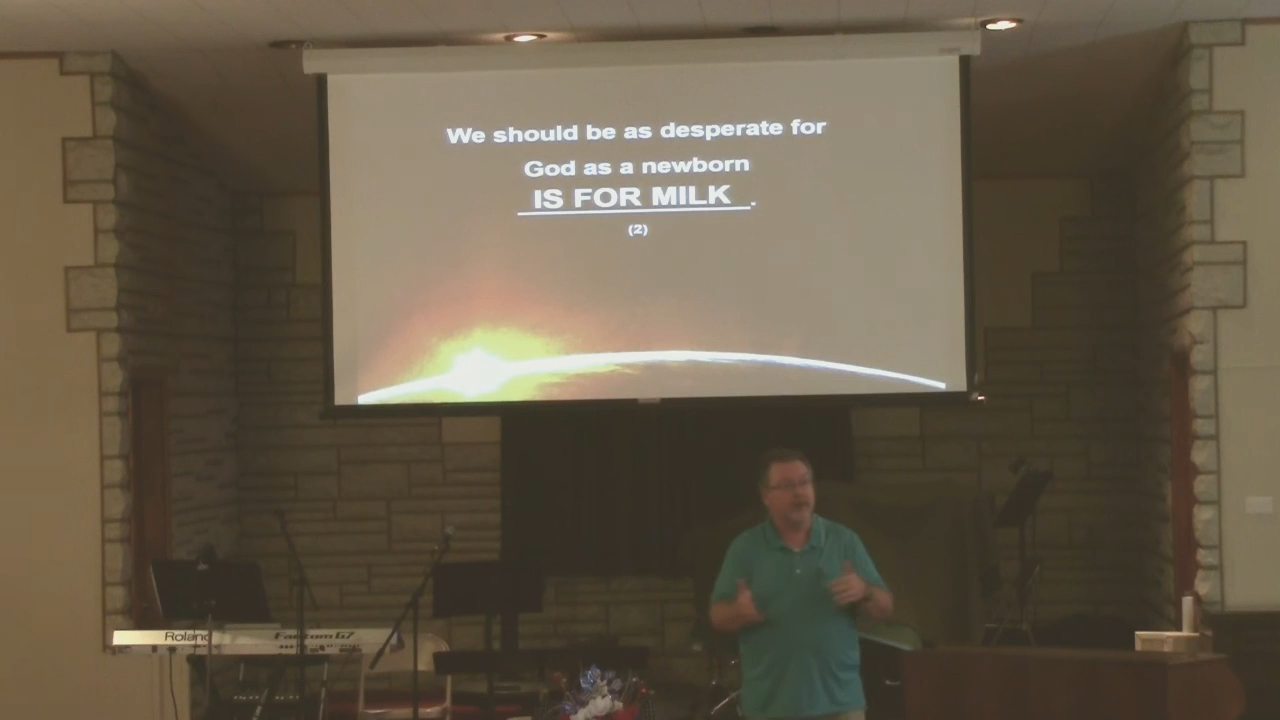 We should be as desperate for
God as a newborn
IS FOR MILK.
(2)
Roland Fantom G7